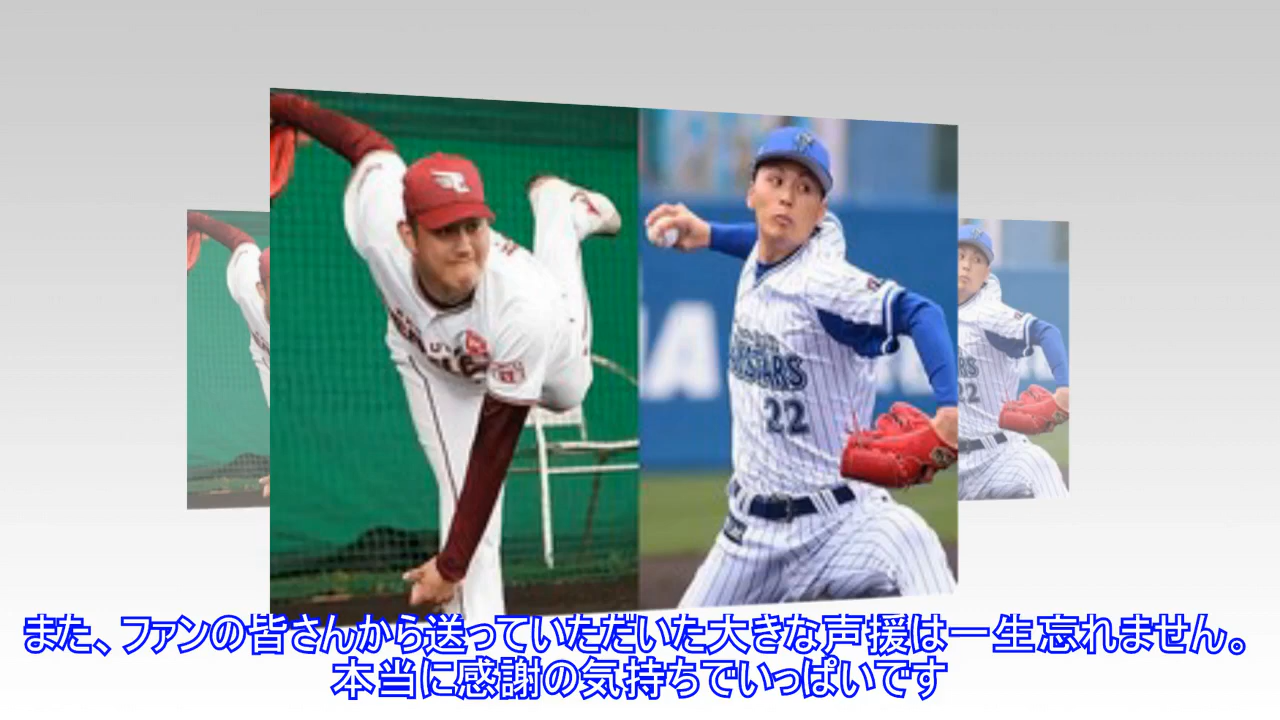 STARS
22
また、ファンの皆さんから送っていただいた大きな声援は一生忘れません。
本当に感謝の気持ちでいっぱいです